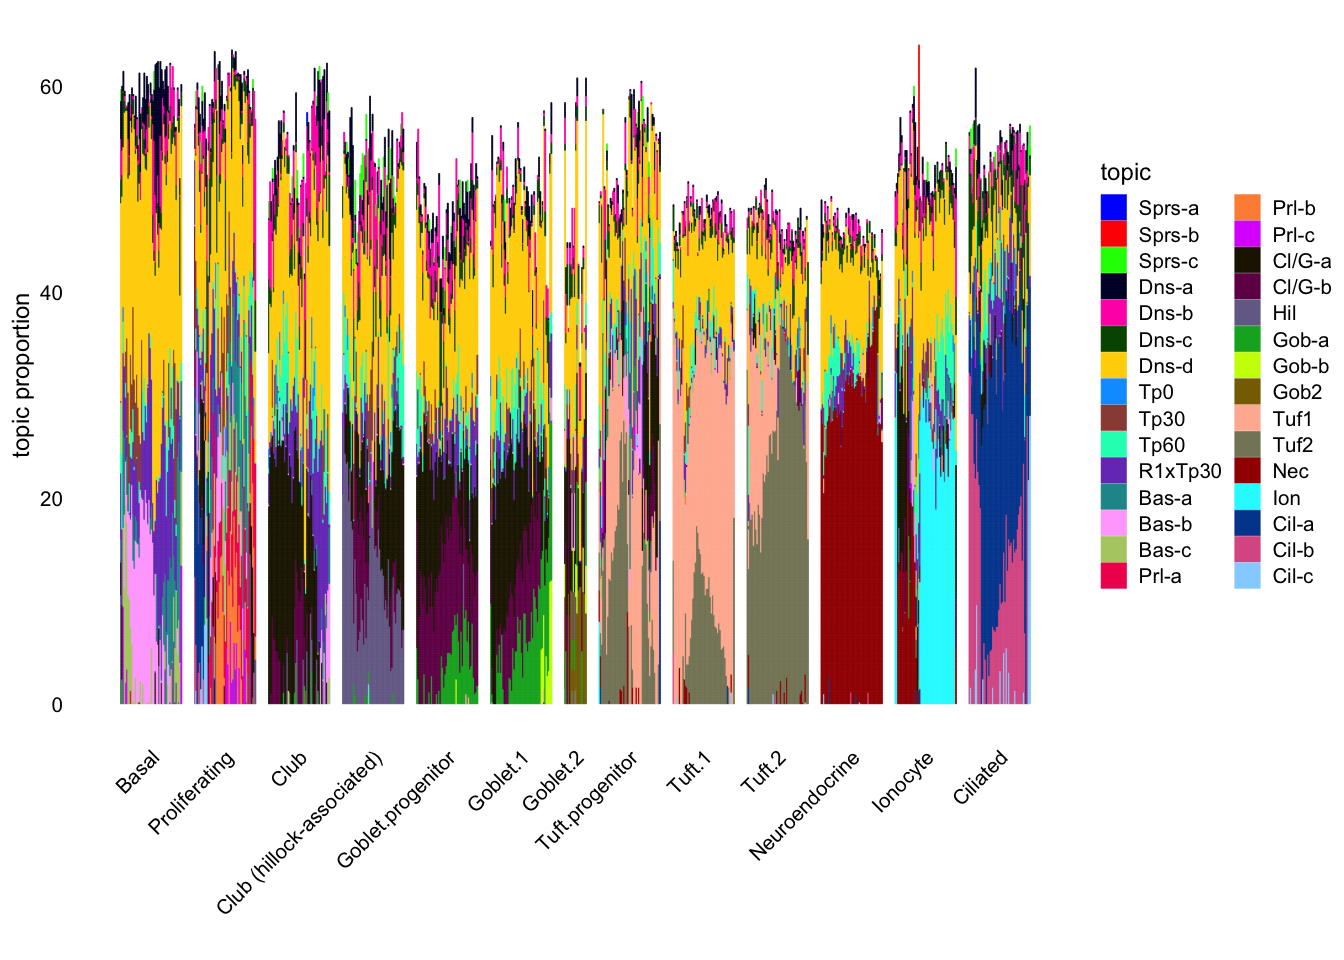 topic proportion
60
40
20
0
Basal
Proliferating
Club
Club (hillock-associated)
Goblet.progenitor
Goblet.1
Goblet.2
Tuft.progenitor
Tuft.1
Tuft.2
Neuroendocrine
Ionocyte
Ciliated
topic
Sprs-a
Sprs-b
Sprs-c
Dns-a
Dns-b
Dns-c
Dns-d
Tp0
Tp30
Tp60
R1xTp30
Bas-a
Bas-b
Bas-c
Prl-a
Prl-b
Prl-c
Cl/G-a
Cl/G-b
Hil
Gob-a
Gob-b
Gob2
Tuf1
Tuf2
Nec
Ion
Cil-a
Cil-b
Cil-c